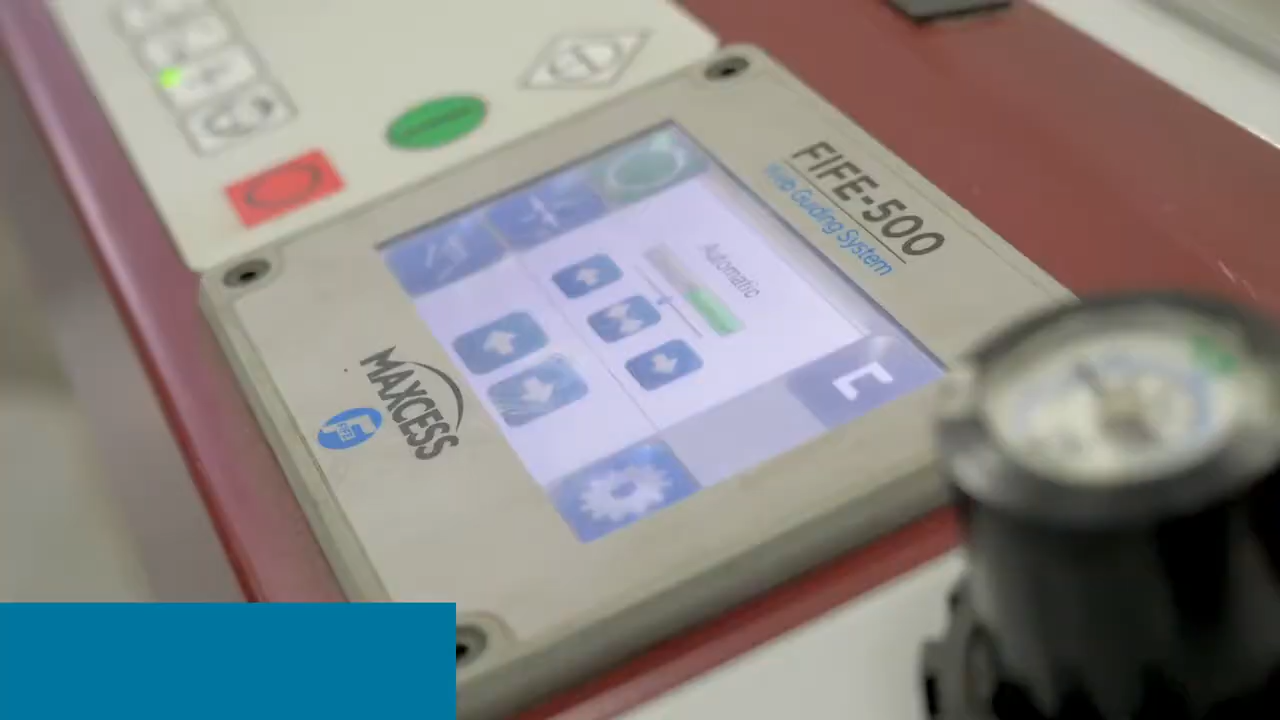 FIFE-500
Web Guiding System
Automatic
MAXCESS
FIFE